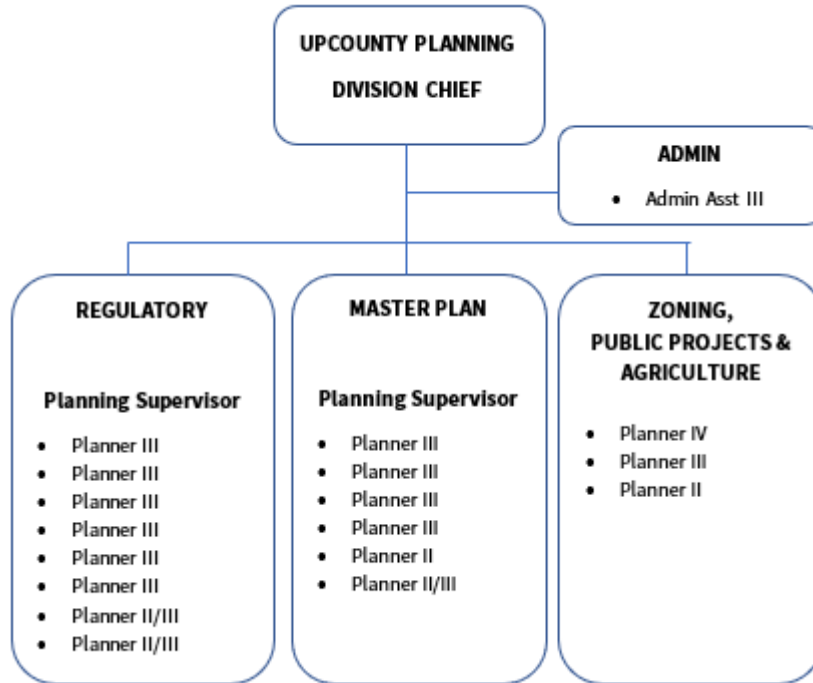 UPCOUNTY PLANNING
DIVISION CHIEF
ADMIN
• Admin Asst III
REGULATORY
Planning Supervisor
• Planner III
• Planner III
• Planner III
• Planner III
• Planner III
• Planner III
• Planner II/III
• Planner II/III
MASTER PLAN
Planning Supervisor
• Planner III
• Planner III
• Planner III
• Planner III
• Planner II
• Planner II/III
ZONING,
PUBLIC PROJECTS &
AGRICULTURE
• Planner IV
• Planner III
• Planner II